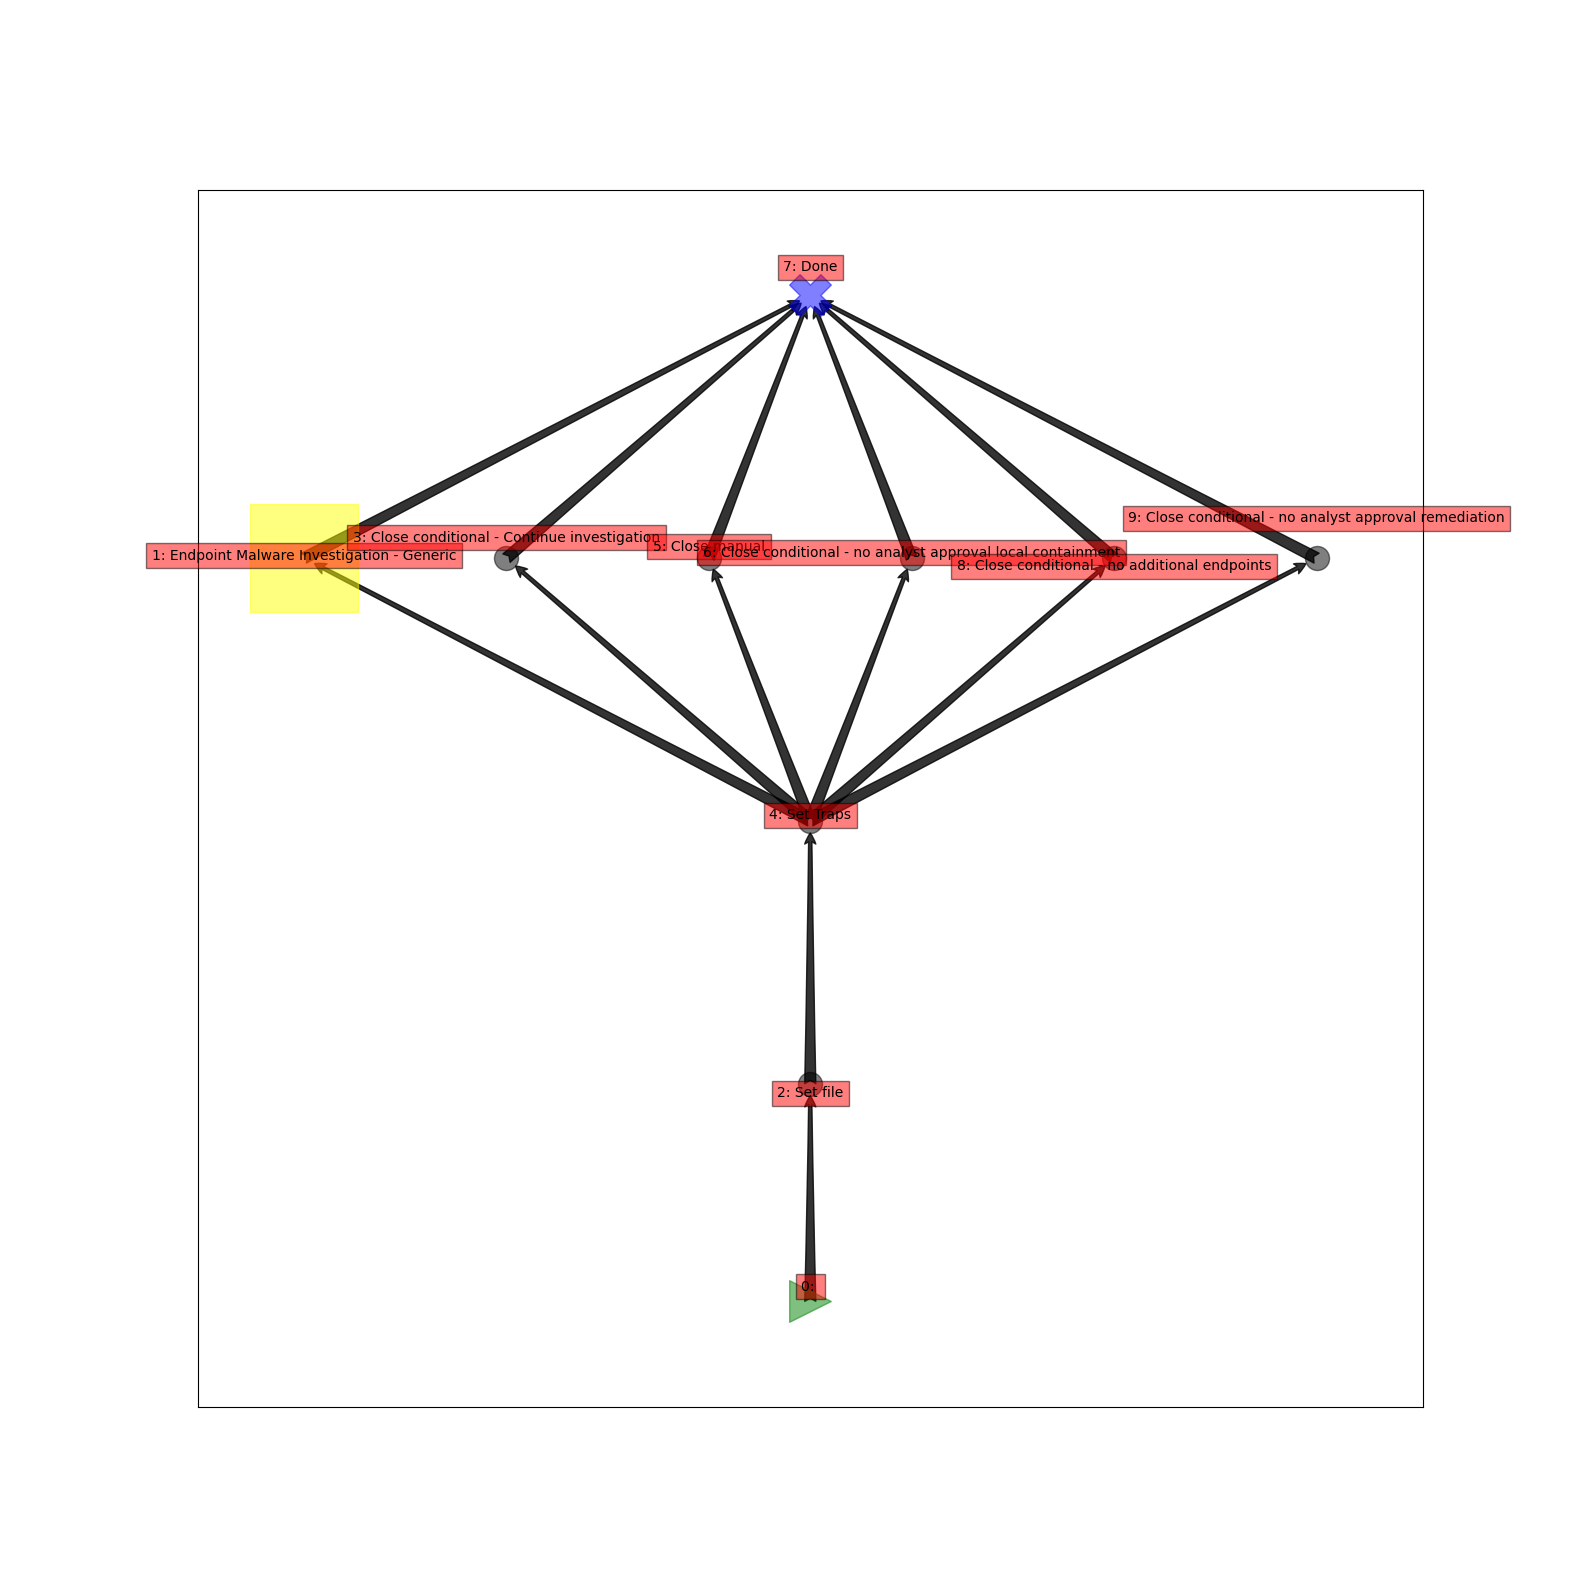 7: Done
9: Close conditional - no analyst approval remediation
3: Close conditional - Continue investigation
5: Close manual
6: Close conditional - no analyst approval local containment
1: Endpoint Malware Investigation - Generic
8: Close conditional - no additional endpoints
4: Set Traps
2: Set file
0: